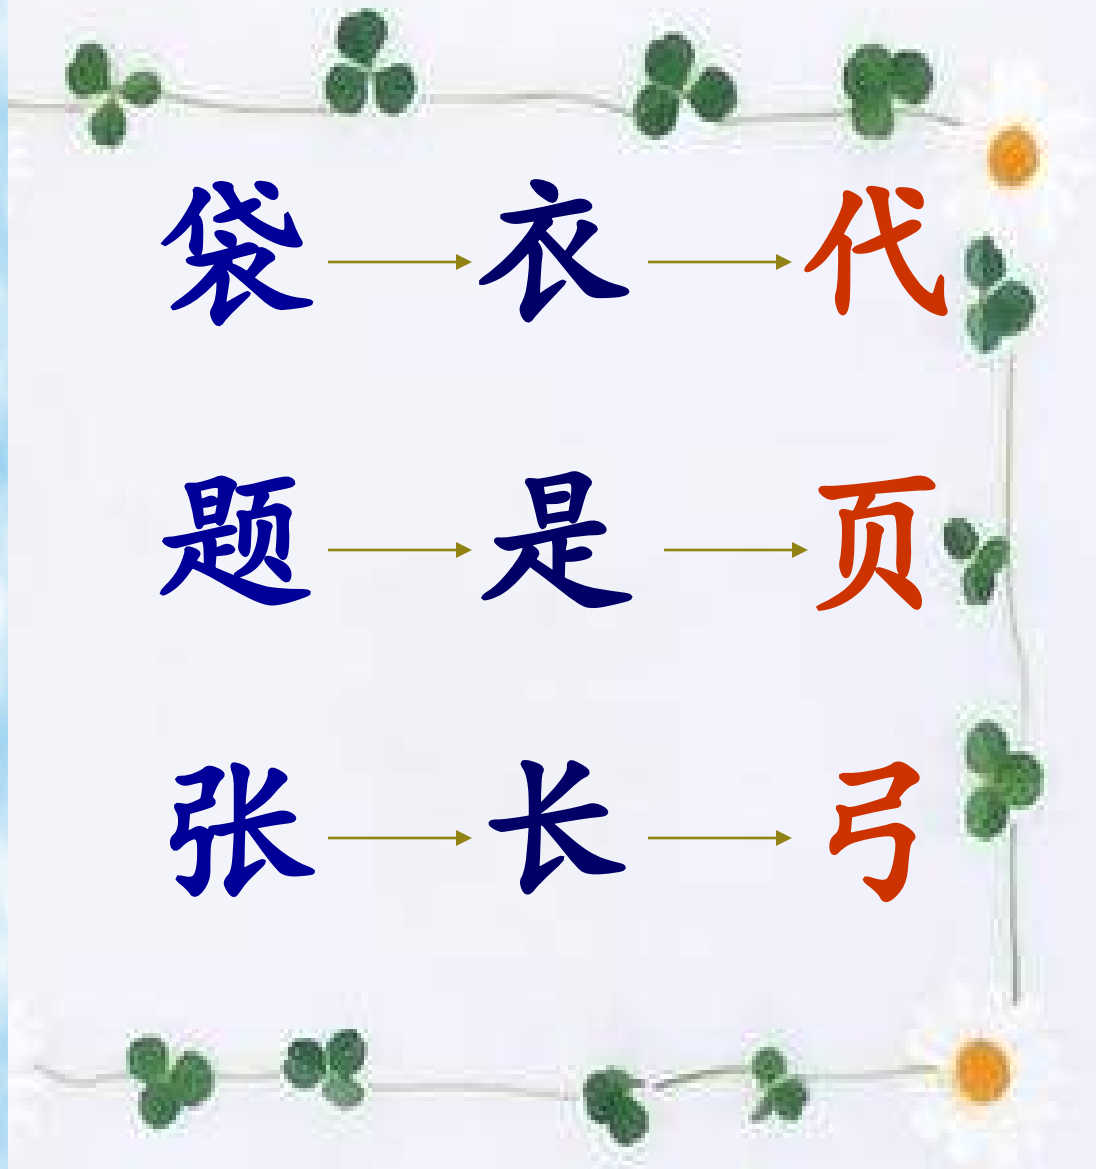 袋 → 衣 → 代
题 → 是 → 页
张 → 长 → 弓